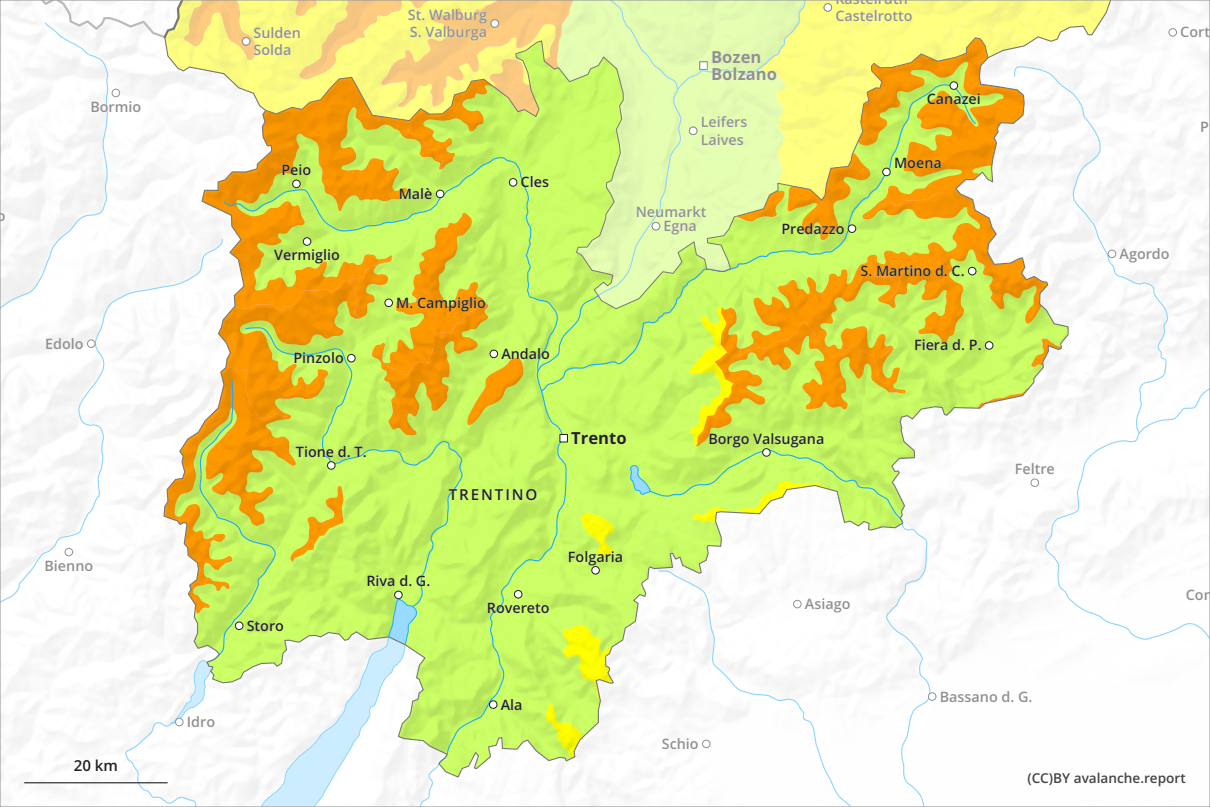 St. Walburg
S. Valburga
Kastelruth
Castelrotto
Sulden
Solda
Bozen
Bolzano
Bormio
Canazei
Leifers
Laives
Moena
Peio
Malè
Cles
Neumarkt
Egna
Predazzo
Vermiglio
Agordo
S. Martino d. C.
M. Campiglio
Edolo
Pinzolo
Andalo
Fiera d. P.
Trento
Borgo Valsugana
Tione d. T.
Feltre
TRENTINO
Bienno
Folgaria
Riva d. G.
Rovereto
Asiago
Storo
Bassano d. G.
Ala
Idro
Schio
20 km
(CC)BY avalanche.report